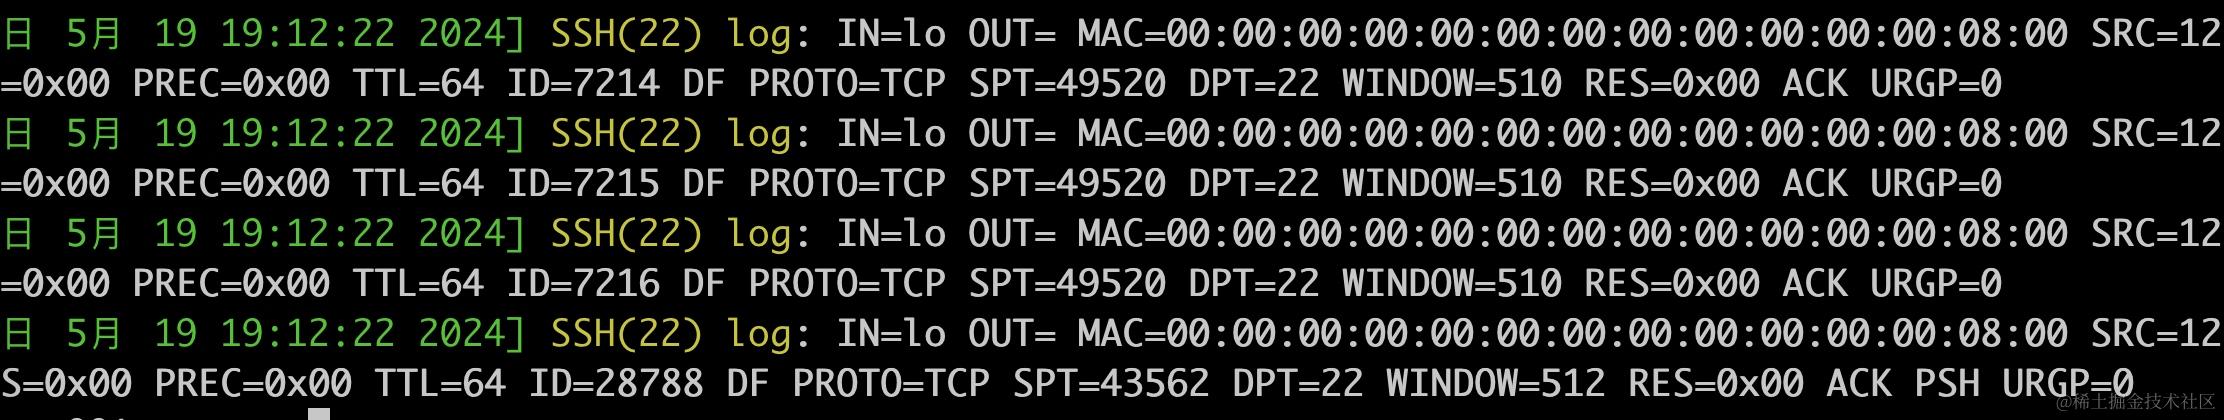 日 5月 19 19:12:22 2024] SSH(22) log: IN=lo OUT= MAC=00:00:00:00:00:00:00:00:00:00:00:00:08:00 SRC=12
=0x00 PREC=0x00 TTL=64 ID=7214 DF PROTO=TCP SPT=49520 DPT=22 WINDOW=510 RES=0x00 ACK URGP=0
日 5月 19 19:12:22 2024] SSH(22) log: IN=lo OUT= MAC=00:00:00:00:00:00:00:00:00:00:00:00:08:00 SRC=12
=0x00 PREC=0x00 TTL=64 ID=7215 DF PROTO=TCP SPT=49520 DPT=22 WINDOW=510 RES=0x00 ACK URGP=0
日 5月 19 19:12:22 2024] SSH(22) log: IN=lo OUT= MAC=00:00:00:00:00:00:00:00:00:00:00:00:08:00 SRC=12
=0x00 PREC=0x00 TTL=64 ID=7216 DF PROTO=TCP SPT=49520 DPT=22 WINDOW=510 RES=0x00 ACK URGP=0
日 5月 19 19:12:22 2024] SSH(22) log: IN=lo OUT= MAC=00:00:00:00:00:00:00:00:00:00:00:00:08:00 SRC=12
S=0x00 PREC=0x00 TTL=64 ID=28788 DF PROTO=TCP SPT=43562 DPT=22 WINDOW=512 RES=0x00 ACK PSH URGP=0
@稀土掘金技术社区